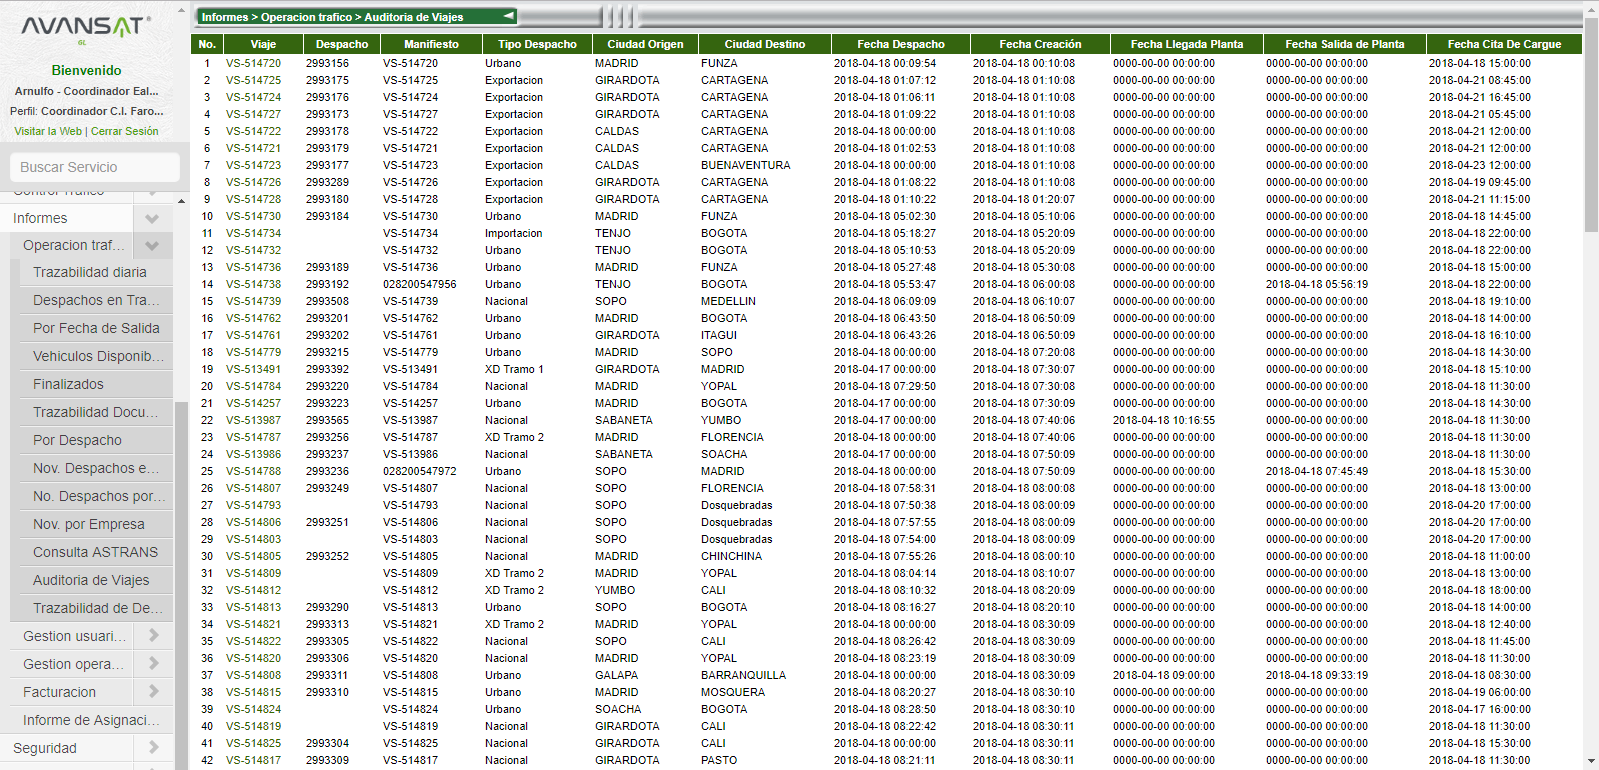 AVANSAT
GL
Bienvenido
Arnulfo - Coordinador Eal...
Perfil: Coordinador C.I. Faro...
Visitar la Web | Cerrar Sesión
Buscar Servicio
Control Trafico
Informes
Operacion traf...
Trazabilidad diaria
Despachos en Tra...
Por Fecha de Salida
Vehiculos Disponib...
Finalizados
Trazabilidad Docu...
Por Despacho
Nov. Despachos e...
No. Despachos por...
Nov. por Empresa
Consulta ASTRANS
Auditoria de Viajes
Trazabilidad de De...
Gestion usuari...
Gestion opera...
Facturacion
Informe de Asignaci...
Seguridad
Informes > Operacion trafico > Auditoria de Viajes
No. Viaje Despacho Manifiesto Tipo Despacho Ciudad Origen Ciudad Destino Fecha Despacho Fecha Creación Fecha Llegada Planta Fecha Salida de Planta Fecha Cita De Cargue
1 VS-514720 2993156 VS-514720 Urbano MADRID FUNZA 2018-04-18 00:09:54 2018-04-18 00:10:08 0000-00-00 00:00:00 0000-00-00 00:00:00 2018-04-18 15:00:00
2 VS-514725 2993175 VS-514725 Exportacion GIRARDOTA CARTAGENA 2018-04-18 01:07:12 2018-04-18 01:10:08 0000-00-00 00:00:00 0000-00-00 00:00:00 2018-04-21 08:45:00
3 VS-514724 2993176 VS-514724 Exportacion GIRARDOTA CARTAGENA 2018-04-18 01:06:11 2018-04-18 01:10:08 0000-00-00 00:00:00 0000-00-00 00:00:00 2018-04-21 16:45:00
4 VS-514727 2993173 VS-514727 Exportacion GIRARDOTA CARTAGENA 2018-04-18 01:09:22 2018-04-18 01:10:08 0000-00-00 00:00:00 0000-00-00 00:00:00 2018-04-21 05:45:00
5 VS-514722 2993178 VS-514722 Exportacion CALDAS CARTAGENA 2018-04-18 00:00:00 2018-04-18 01:10:08 0000-00-00 00:00:00 0000-00-00 00:00:00 2018-04-21 12:00:00
6 VS-514721 2993179 VS-514721 Exportacion CALDAS CARTAGENA 2018-04-18 01:02:53 2018-04-18 01:10:08 0000-00-00 00:00:00 0000-00-00 00:00:00 2018-04-21 12:00:00
7 VS-514723 2993177 VS-514723 Exportacion CALDAS BUENAVENTURA 2018-04-18 00:00:00 2018-04-18 01:10:08 0000-00-00 00:00:00 0000-00-00 00:00:00 2018-04-23 12:00:00
8 VS-514726 2993289 VS-514726 Exportacion GIRARDOTA CARTAGENA 2018-04-18 01:08:22 2018-04-18 01:10:08 0000-00-00 00:00:00 0000-00-00 00:00:00 2018-04-19 09:45:00
9 VS-514728 2993180 VS-514728 Exportacion GIRARDOTA CARTAGENA 2018-04-18 01:10:22 2018-04-18 01:20:07 0000-00-00 00:00:00 0000-00-00 00:00:00 2018-04-21 11:15:00
10 VS-514730 2993184 VS-514730 Urbano MADRID FUNZA 2018-04-18 05:02:30 2018-04-18 05:10:06 0000-00-00 00:00:00 0000-00-00 00:00:00 2018-04-18 14:45:00
11 VS-514734 VS-514734 Importacion TENJO BOGOTA 2018-04-18 05:18:27 2018-04-18 05:20:09 0000-00-00 00:00:00 0000-00-00 00:00:00 2018-04-18 22:00:00
12 VS-514732 VS-514732 Urbano TENJO BOGOTA 2018-04-18 05:10:53 2018-04-18 05:20:09 0000-00-00 00:00:00 0000-00-00 00:00:00 2018-04-18 22:00:00
13 VS-514736 2993189 VS-514736 Urbano MADRID FUNZA 2018-04-18 05:27:48 2018-04-18 05:30:08 0000-00-00 00:00:00 0000-00-00 00:00:00 2018-04-18 15:00:00
14 VS-514738 2993192 028200547956 Urbano TENJO BOGOTA 2018-04-18 05:53:47 2018-04-18 06:00:08 0000-00-00 00:00:00 2018-04-18 05:56:19 2018-04-18 22:00:00
15 VS-514739 2993508 VS-514739 Nacional SOPO MEDELLIN 2018-04-18 06:09:09 2018-04-18 06:10:07 0000-00-00 00:00:00 0000-00-00 00:00:00 2018-04-18 19:10:00
16 VS-514762 2993201 VS-514762 Urbano MADRID BOGOTA 2018-04-18 06:43:50 2018-04-18 06:50:09 0000-00-00 00:00:00 0000-00-00 00:00:00 2018-04-18 14:00:00
17 VS-514761 2993202 VS-514761 Urbano GIRARDOTA ITAGUI 2018-04-18 06:43:26 2018-04-18 06:50:09 0000-00-00 00:00:00 0000-00-00 00:00:00 2018-04-18 16:10:00
18 VS-514779 2993215 VS-514779 Urbano MADRID SOPO 2018-04-18 00:00:00 2018-04-18 07:20:08 0000-00-00 00:00:00 0000-00-00 00:00:00 2018-04-18 14:30:00
19 VS-513491 2993392 VS-513491 XD Tramo 1 GIRARDOTA MADRID 2018-04-17 00:00:00 2018-04-18 07:30:07 0000-00-00 00:00:00 0000-00-00 00:00:00 2018-04-18 15:10:00
20 VS-514784 2993220 VS-514784 Nacional MADRID YOPAL 2018-04-18 07:29:50 2018-04-18 07:30:08 0000-00-00 00:00:00 0000-00-00 00:00:00 2018-04-18 11:30:00
21 VS-514257 2993223 VS-514257 Urbano MADRID BOGOTA 2018-04-17 00:00:00 2018-04-18 07:30:09 0000-00-00 00:00:00 0000-00-00 00:00:00 2018-04-18 14:30:00
22 VS-513987 2993565 VS-513987 Nacional SABANETA YUMBO 2018-04-17 00:00:00 2018-04-18 07:40:06 2018-04-18 10:16:55 0000-00-00 00:00:00 2018-04-18 11:30:00
23 VS-514787 2993256 VS-514787 XD Tramo 2 MADRID FLORENCIA 2018-04-18 00:00:00 2018-04-18 07:40:06 0000-00-00 00:00:00 0000-00-00 00:00:00 2018-04-18 11:30:00
24 VS-513986 2993237 VS-513986 Nacional SABANETA SOACHA 2018-04-17 00:00:00 2018-04-18 07:50:09 0000-00-00 00:00:00 0000-00-00 00:00:00 2018-04-18 11:30:00
25 VS-514788 2993236 028200547972 Urbano SOPO MADRID 2018-04-18 00:00:00 2018-04-18 07:50:09 0000-00-00 00:00:00 2018-04-18 07:45:49 2018-04-18 15:30:00
26 VS-514807 2993249 VS-514807 Nacional SOPO FLORENCIA 2018-04-18 07:58:31 2018-04-18 08:00:08 0000-00-00 00:00:00 0000-00-00 00:00:00 2018-04-18 13:00:00
27 VS-514793 VS-514793 Nacional SOPO Dosquebradas 2018-04-18 07:50:38 2018-04-18 08:00:09 0000-00-00 00:00:00 0000-00-00 00:00:00 2018-04-20 17:00:00
28 VS-514806 2993251 VS-514806 Nacional SOPO Dosquebradas 2018-04-18 07:57:55 2018-04-18 08:00:09 0000-00-00 00:00:00 0000-00-00 00:00:00 2018-04-20 17:00:00
29 VS-514803 VS-514803 Nacional SOPO Dosquebradas 2018-04-18 07:54:00 2018-04-18 08:00:09 0000-00-00 00:00:00 0000-00-00 00:00:00 2018-04-20 17:00:00
30 VS-514805 2993252 VS-514805 Nacional MADRID CHINCHINA 2018-04-18 07:55:26 2018-04-18 08:00:10 0000-00-00 00:00:00 0000-00-00 00:00:00 2018-04-18 11:00:00
31 VS-514809 VS-514809 XD Tramo 2 MADRID YOPAL 2018-04-18 08:04:14 2018-04-18 08:10:07 0000-00-00 00:00:00 0000-00-00 00:00:00 2018-04-18 13:00:00
32 VS-514812 VS-514812 XD Tramo 2 YUMBO CALI 2018-04-18 08:10:32 2018-04-18 08:20:09 0000-00-00 00:00:00 0000-00-00 00:00:00 2018-04-18 18:00:00
33 VS-514813 2993290 VS-514813 Urbano SOPO BOGOTA 2018-04-18 08:16:27 2018-04-18 08:20:10 0000-00-00 00:00:00 0000-00-00 00:00:00 2018-04-18 14:00:00
34 VS-514821 2993313 VS-514821 XD Tramo 2 MADRID YOPAL 2018-04-18 00:00:00 2018-04-18 08:30:09 0000-00-00 00:00:00 0000-00-00 00:00:00 2018-04-18 12:40:00
35 VS-514822 2993305 VS-514822 Nacional SOPO CALI 2018-04-18 08:26:42 2018-04-18 08:30:09 0000-00-00 00:00:00 0000-00-00 00:00:00 2018-04-18 11:45:00
36 VS-514820 2993306 VS-514820 Nacional MADRID YOPAL 2018-04-18 08:23:19 2018-04-18 08:30:09 0000-00-00 00:00:00 0000-00-00 00:00:00 2018-04-18 11:30:00
37 VS-514808 2993311 VS-514808 Urbano GALAPA BARRANQUILLA 2018-04-18 00:00:00 2018-04-18 08:30:09 2018-04-18 09:00:00 2018-04-18 09:33:19 2018-04-18 08:30:00
38 VS-514815 2993310 VS-514815 Urbano MADRID MOSQUERA 2018-04-18 08:20:27 2018-04-18 08:30:10 0000-00-00 00:00:00 0000-00-00 00:00:00 2018-04-19 06:00:00
39 VS-514824 VS-514824 Urbano SOACHA BOGOTA 2018-04-18 08:28:50 2018-04-18 08:30:10 0000-00-00 00:00:00 0000-00-00 00:00:00 2018-04-17 16:00:00
40 VS-514819 VS-514819 Nacional GIRARDOTA CALI 2018-04-18 08:22:42 2018-04-18 08:30:11 0000-00-00 00:00:00 0000-00-00 00:00:00 2018-04-18 11:30:00
41 VS-514825 2993304 VS-514825 Nacional GIRARDOTA CALI 2018-04-18 00:00:00 2018-04-18 08:30:11 0000-00-00 00:00:00 0000-00-00 00:00:00 2018-04-18 15:30:00
42 VS-514817 2993309 VS-514817 Nacional GIRARDOTA PASTO 2018-04-18 08:21:11 2018-04-18 08:30:11 0000-00-00 00:00:00 0000-00-00 00:00:00 2018-04-18 11:30:00